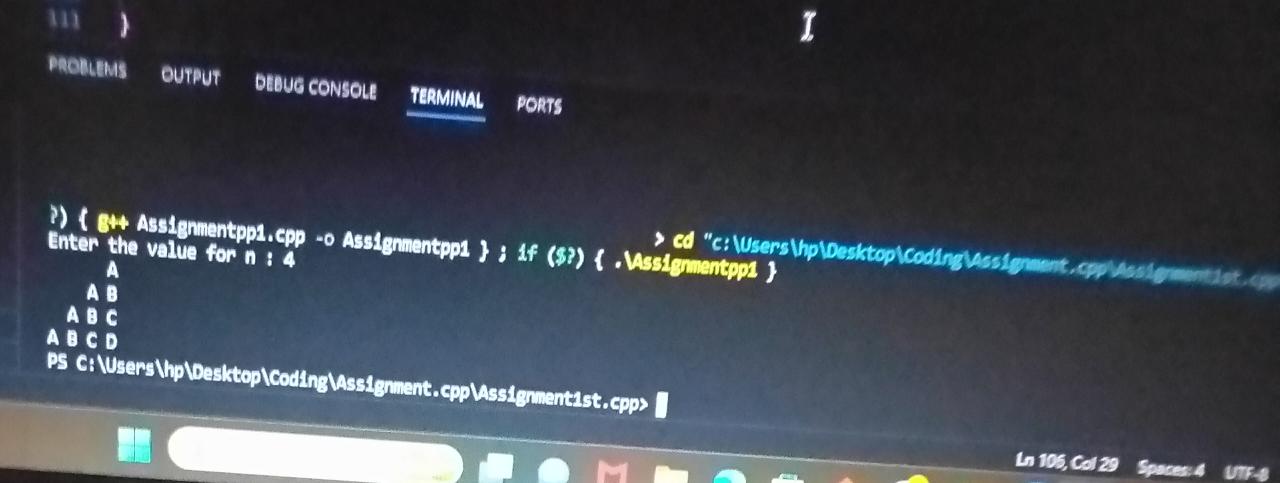 111 }
PROBLEMS OUTPUT DEBUG CONSOLE TERMINAL PORTS
> cd "c:\Users\hp\Desktop\Coding\Assignment.cpp\Assignment1st.cpp
?) { g++ Assignmentpp1.cpp -o Assignmentpp1 } ; if ($?) { .\Assignmentpp1 }
Enter the value for n : 4
A
A B
A B C
A B C D
PS C:\Users\hp\Desktop\Coding\Assignment.cpp\Assignment1st.cpp>
Ln 106, Col 29 Spaces: 4 UTF-8